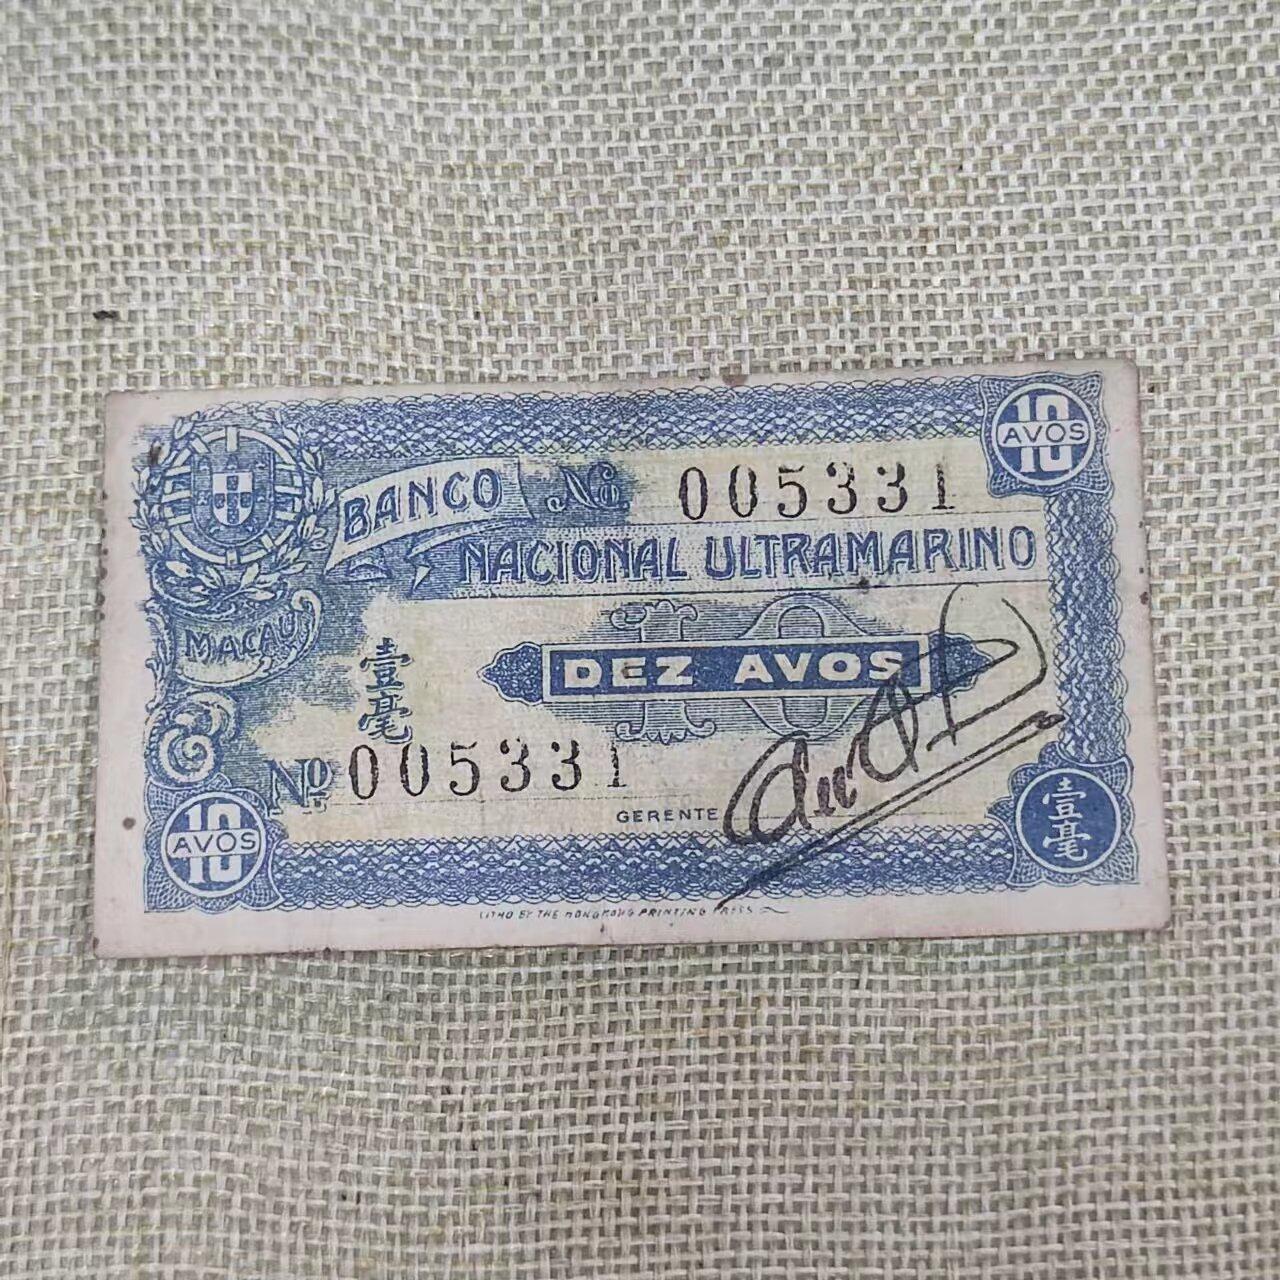 10
AVOS
BANCO № 005331
NACIONAL ULTRAMARINO
MACAU
10
DEZ AVOS
壹毫
№ 005331
GERENTE
10
AVOS
壹毫
LITHO BY THE HONGKONG PRINTING PRESS